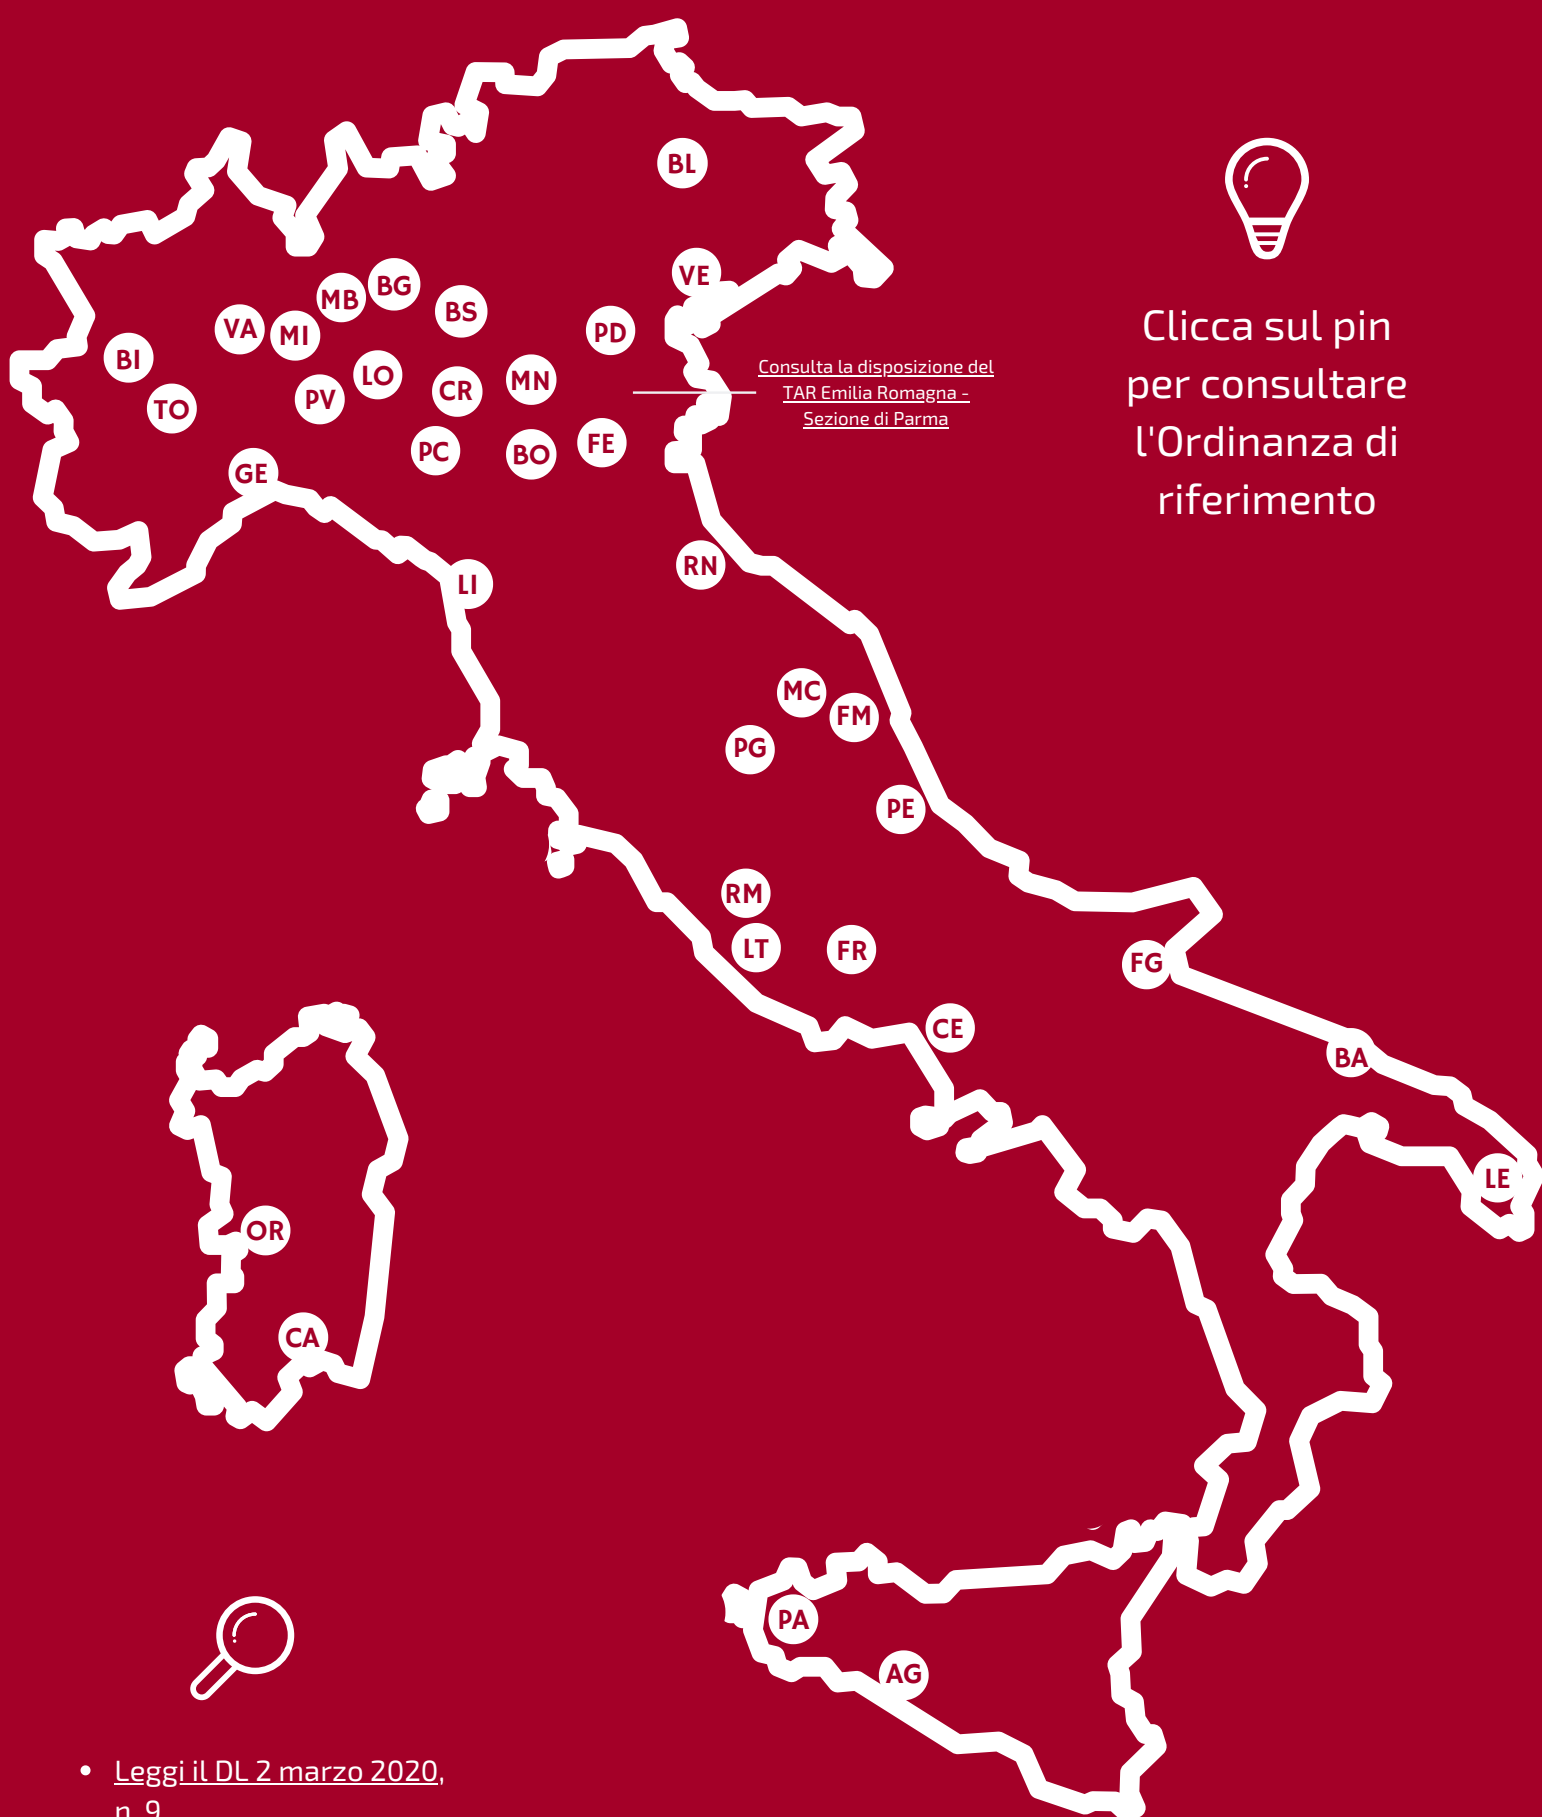 BL
VE
BG
MB
BS
VA
MI
PD
BI
LO
MN
CR
PV
TO
Clicca sul pin
per consultare
l'Ordinanza di
riferimento
Consulta la disposizione del
TAR Emilia Romagna -
Sezione di Parma
PC
BO
FE
GE
RN
LI
MC
FM
PG
PE
RM
LT
FR
FG
CE
BA
LE
OR
CA
PA
AG
• Leggi il DL 2 marzo 2020,
n. 9